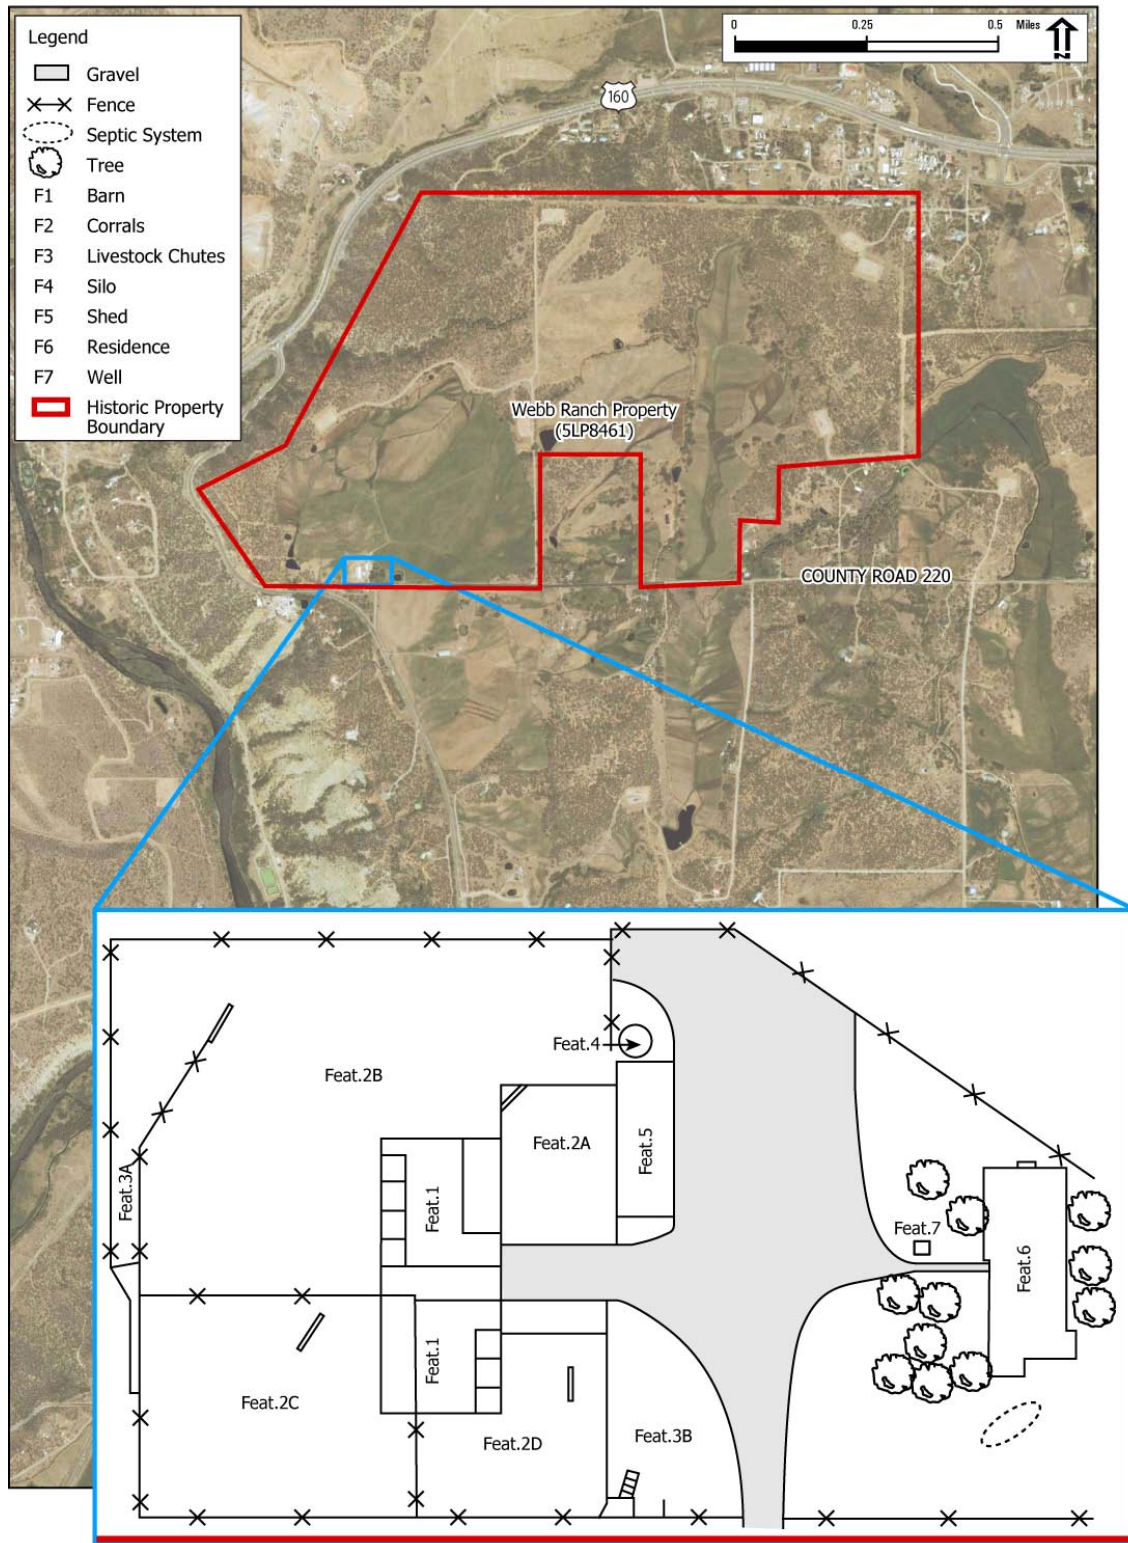 Legend
Gravel
Fence
Septic System
Tree
F1 Barn
F2 Corrals
F3 Livestock Chutes
F4 Silo
F5 Shed
F6 Residence
F7 Well
Historic Property
Boundary
0 0.25 0.5 Miles
N
160
Webb Ranch Property
(5LP8461)
COUNTY ROAD 220
Feat.4
Feat.2B
Feat.2A
Feat.5
Feat.3A
Feat.1
Feat.7
Feat.6
Feat.1
Feat.2C
Feat.2D
Feat.3B